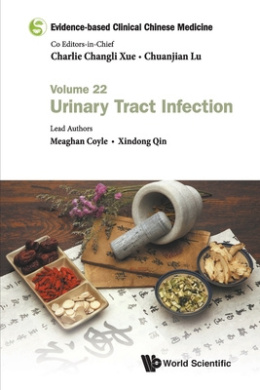 Evidence-based Clinical Chinese Medicine
Co Editors-in-Chief
Charlie Changli Xue • Chuanjian Lu
Volume 22
Urinary Tract Infection
Lead Authors
Meaghan Coyle • Xindong Qin
World Scientific